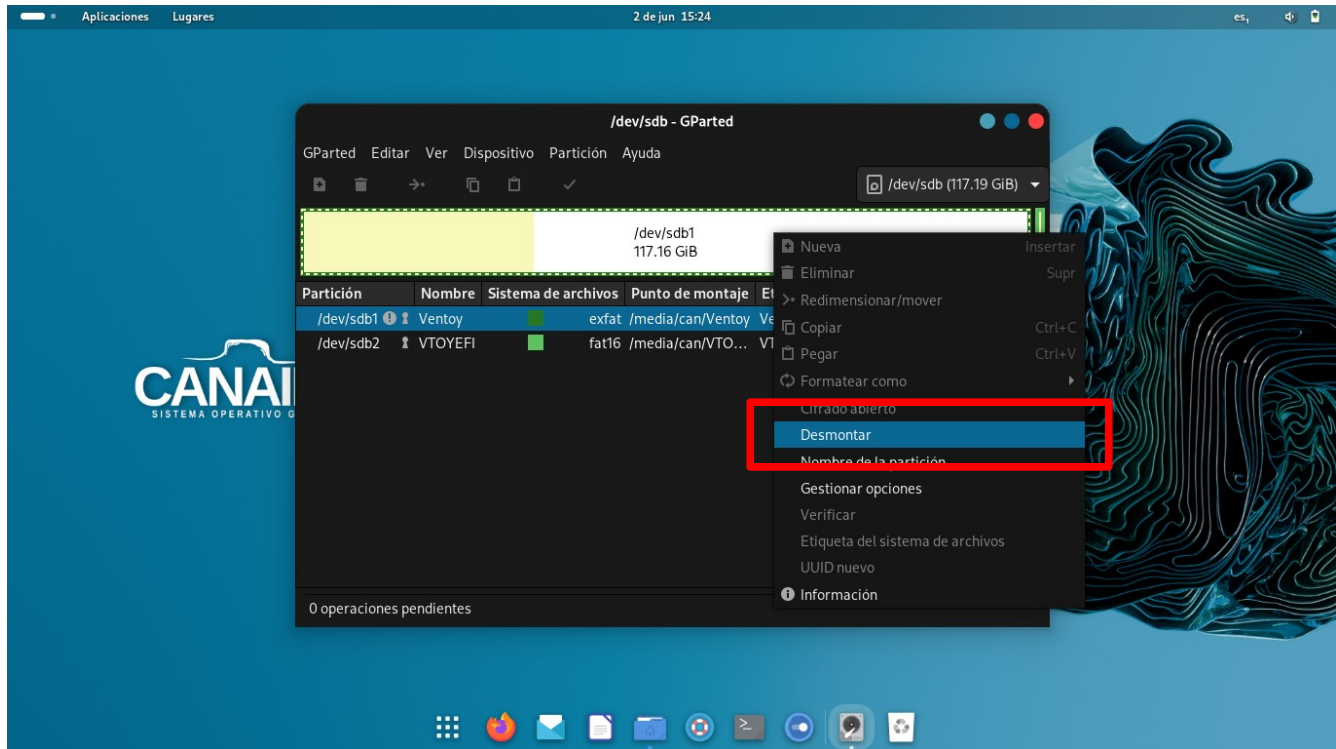 Aplicaciones Lugares 2 de jun 15:24 es₁
/dev/sdb - GParted
GParted Editar Ver Dispositivo Partición Ayuda
/dev/sdb (117.19 GiB)
/dev/sdb1
117.16 GiB
Partición Nombre Sistema de archivos Punto de montaje Et
/dev/sdb1 Ventoy exfat /media/can/Ventoy Ve
/dev/sdb2 VTOYEFI fat16 /media/can/VTO... VT
Nueva Insertar
Eliminar Supr
Redimensionar/mover
Copiar Ctrl+C
Pegar Ctrl+V
Formatear como
Cifrado abierto
Desmontar
Nombre de la partición
Gestionar opciones
Verificar
Etiqueta del sistema de archivos
UUID nuevo
Información
0 operaciones pendientes
CANAI
SISTEMA OPERATIVO G